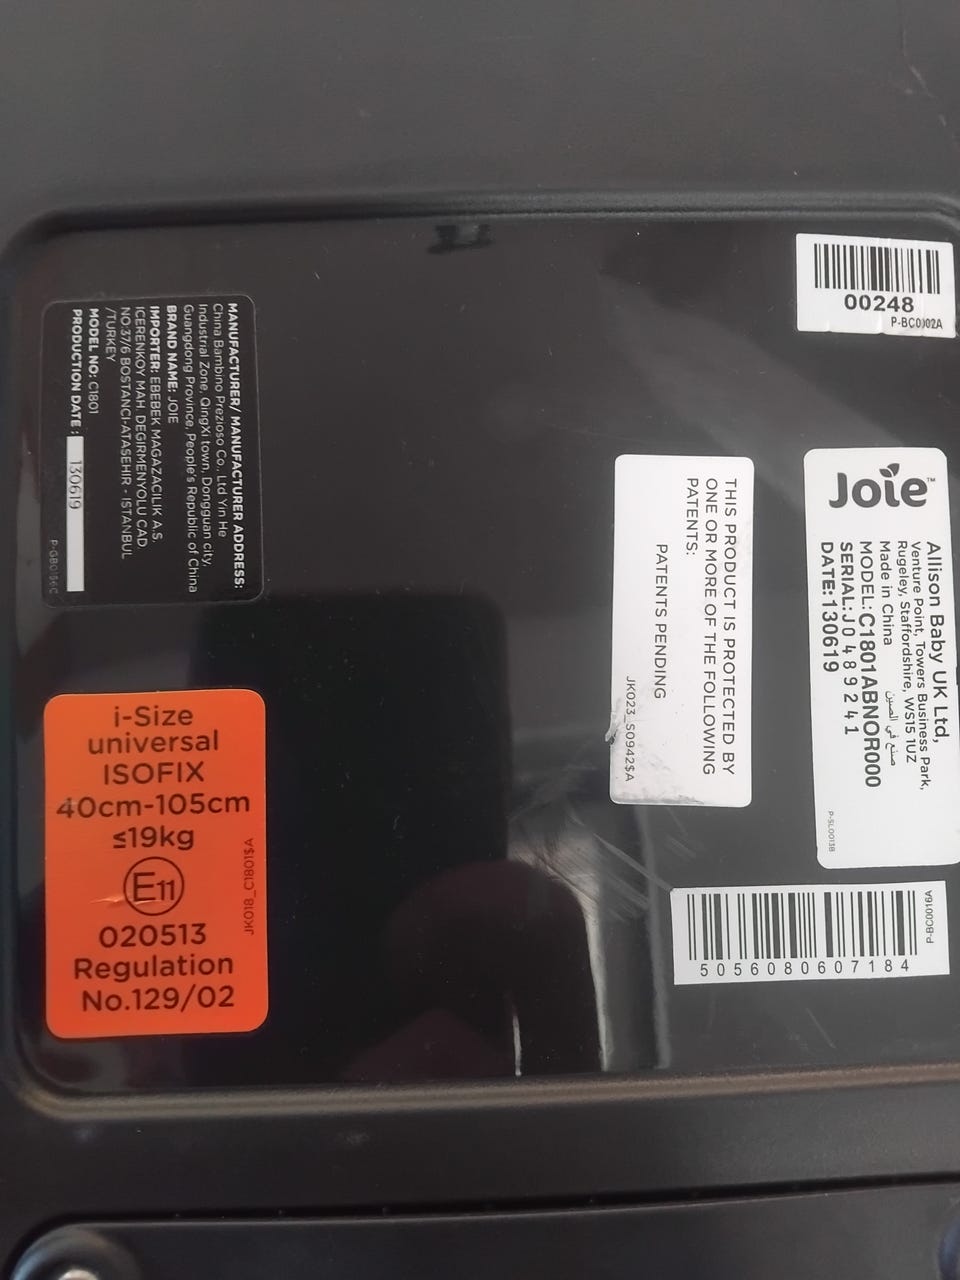 00248
P-BC0002A
Joie™
Allison Baby UK Ltd,
Venture Point, Towers Business Park,
Rugeley, Staffordshire, WS15 1UZ
Made in China صنع في الصين
MODEL:C1801ABNOR000
SERIAL:J0489241
DATE:130619
P-SL0013B
THIS PRODUCT IS PROTECTED BY
ONE OR MORE OF THE FOLLOWING
PATENTS:
PATENTS PENDING
JK023_S0942$A
P-BC0016A
5056080607184
MANUFACTURER/ MANUFACTURER ADDRESS:
China Bambino Prezioso Co., Ltd Yin He
Industrial Zone, QingXi town, Dongguan city,
Guangdong Province, People's Republic of China
BRAND NAME: JOIE
IMPORTER: EBEBEK MAGAZACILIK A.S.
ICERENKOY MAH. DEGIRMENYOLU CAD.
NO:37/6 BOSTANCI-ATASEHIR - ISTANBUL
/TURKEY
MODEL NO: C1801
PRODUCTION DATE : 130619
P-GB0156C
i-Size
universal
ISOFIX
40cm-105cm
≤19kg
E11
020513
Regulation
No.129/02
JK018_C1801$A